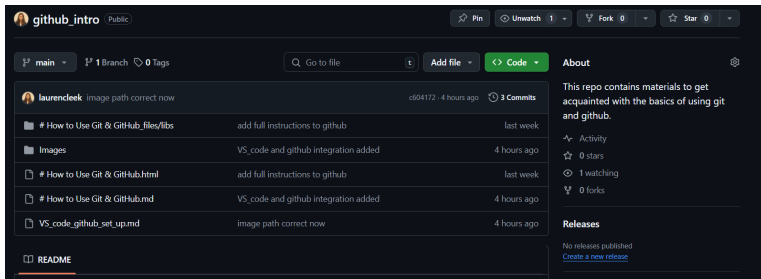 github_intro Public Pin Unwatch 1 Fork 0 Star 0
main 1 Branch 0 Tags Go to file t Add file Code
laurencleek image path correct now c604172 · 4 hours ago 3 Commits
# How to Use Git & GitHub_files/libs add full instructions to github last week
Images VS_code and github integration added 4 hours ago
# How to Use Git & GitHub.html add full instructions to github last week
# How to Use Git & GitHub.md VS_code and github integration added 4 hours ago
VS_code_github_set_up.md image path correct now 4 hours ago
README
About
This repo contains materials to get
acquainted with the basics of using git
and github.
Activity
0 stars
1 watching
0 forks
Releases
No releases published
Create a new release